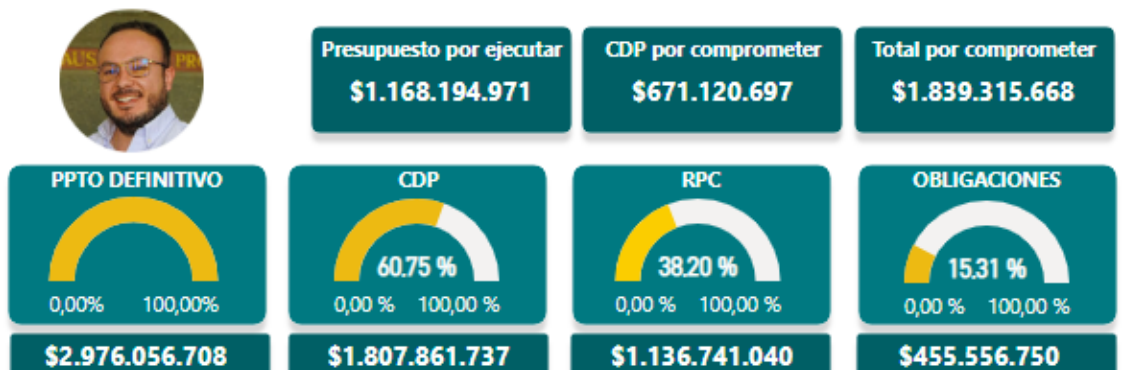 AUS PR
Presupuesto por ejecutar
$1.168.194.971
CDP por comprometer
$671.120.697
Total por comprometer
$1.839.315.668
PPTO DEFINITIVO
0,00% 100,00%
$2.976.056.708
CDP
60.75 %
0,00 % 100,00 %
$1.807.861.737
RPC
38.20 %
0,00 % 100,00 %
$1.136.741.040
OBLIGACIONES
15.31 %
0,00 % 100,00 %
$455.556.750